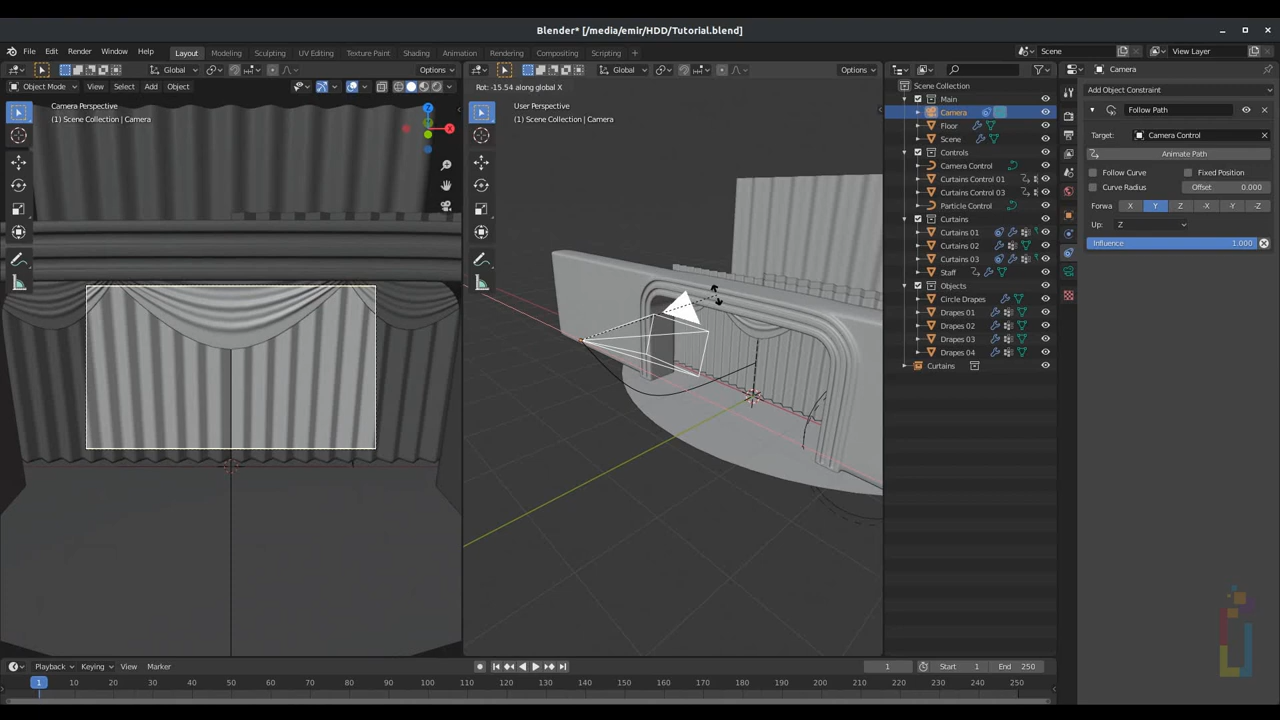 Blender* [/media/emir/HDD/Tutorial.blend]
File Edit Render Window Help Layout Modeling Sculpting UV Editing Texture Paint Shading Animation Rendering Compositing Scripting + Scene View Layer
Global Options Global Options
Object Mode View Select Add Object
Rot: -15.54 along global X
Camera Perspective
(1) Scene Collection | Camera
Z
X
User Perspective
(1) Scene Collection | Camera
Scene Collection
Main
Camera
Floor
Scene
Controls
Camera Control
Curtains Control 01
Curtains Control 03
Particle Control
Curtains
Curtains 01
Curtains 02
Curtains 03
Staff
Objects
Circle Drapes
Drapes 01
Drapes 02
Drapes 03
Drapes 04
Curtains
Camera
Add Object Constraint
Follow Path
Target: Camera Control
Animate Path
Follow Curve Fixed Position
Curve Radius Offset 0.000
Forwa X Y Z -X -Y -Z
Up: Z
Influence 1.000
Playback Keying View Marker 1 Start 1 End 250
1 10 20 30 40 50 60 70 80 90 100 110 120 130 140 150 160 170 180 190 200 210 220 230 240 250